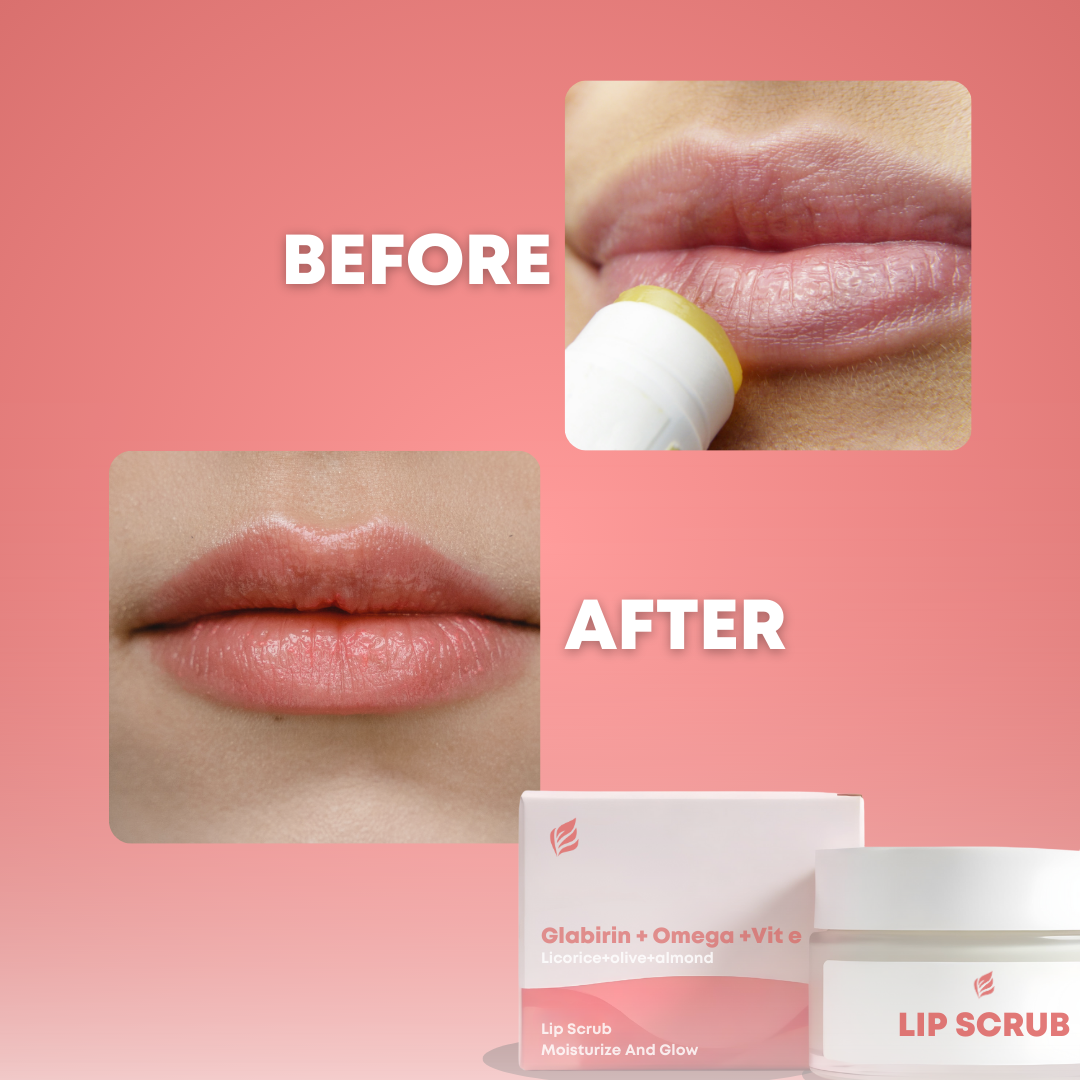 BEFORE
AFTER
Glabirin + Omega +Vit e
Licorice+olive+almond
Lip Scrub
Moisturize And Glow
LIP SCRUB